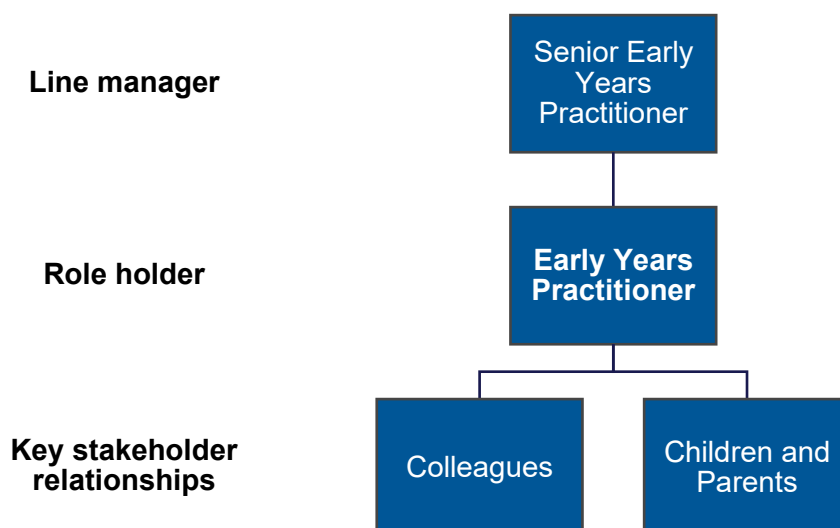 Line manager
Senior Early
Years
Practitioner
Role holder
Early Years
Practitioner
Key stakeholder
relationships
Colleagues
Children and
Parents